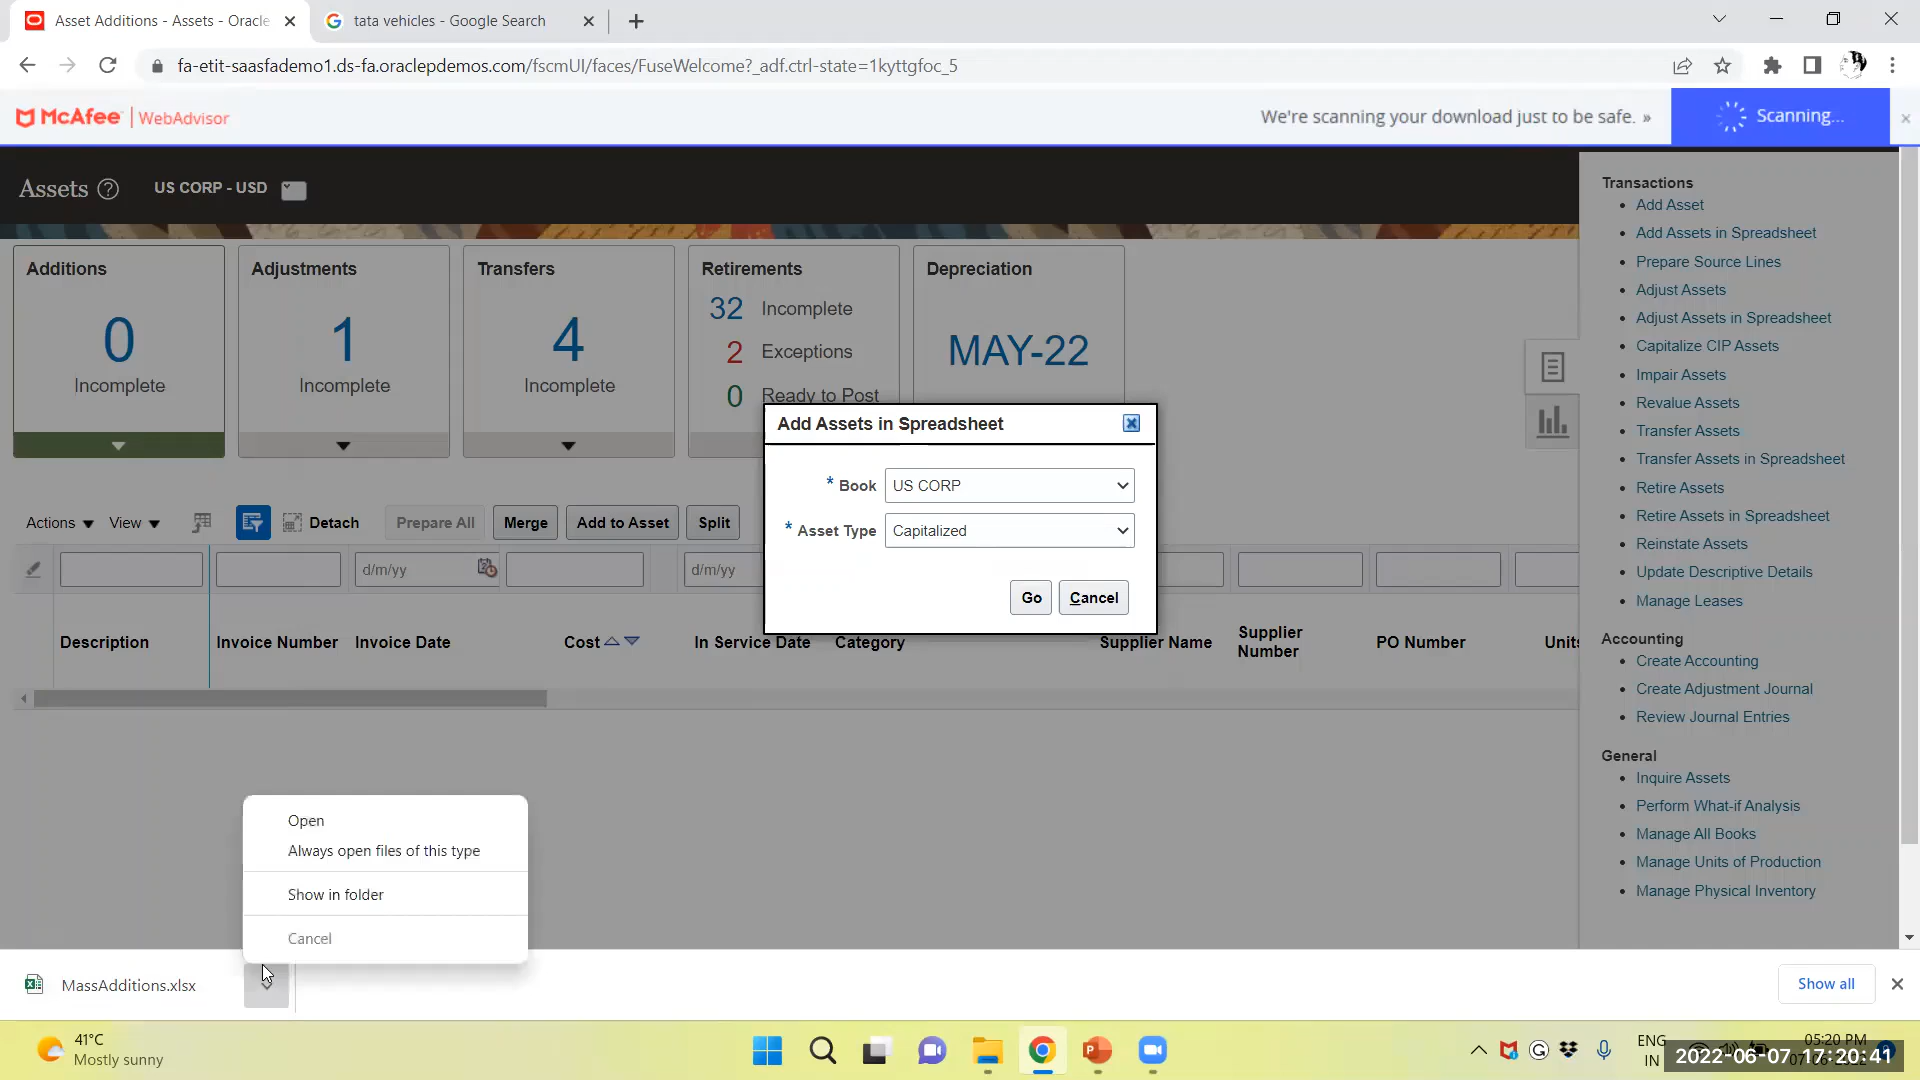 Asset Additions - Assets - Oracle
tata vehicles - Google Search
fa-etit-saasfademo1.ds-fa.oraclepdemos.com/fscmUI/faces/FuseWelcome?_adf.ctrl-state=1kyttgfoc_5
McAfee | WebAdvisor
We're scanning your download just to be safe. »
Scanning...
Assets
US CORP - USD
Additions
0
Incomplete
Adjustments
1
Incomplete
Transfers
4
Incomplete
Retirements
32 Incomplete
2 Exceptions
0 Ready to Post
Depreciation
MAY-22
Add Assets in Spreadsheet
* Book US CORP
* Asset Type Capitalized
Go Cancel
Actions View Detach Prepare All Merge Add to Asset Split
d/m/yy d/m/yy
Description Invoice Number Invoice Date Cost In Service Date Category Supplier Name Supplier Number PO Number Units
Transactions
Add Asset
Add Assets in Spreadsheet
Prepare Source Lines
Adjust Assets
Adjust Assets in Spreadsheet
Capitalize CIP Assets
Impair Assets
Revalue Assets
Transfer Assets
Transfer Assets in Spreadsheet
Retire Assets
Retire Assets in Spreadsheet
Reinstate Assets
Update Descriptive Details
Manage Leases
Accounting
Create Accounting
Create Adjustment Journal
Review Journal Entries
General
Inquire Assets
Perform What-if Analysis
Manage All Books
Manage Units of Production
Manage Physical Inventory
Open
Always open files of this type
Show in folder
Cancel
MassAdditions.xlsx
Show all
41°C
Mostly sunny
ENG
IN
05:20 PM
2022-06-07 17:20:41